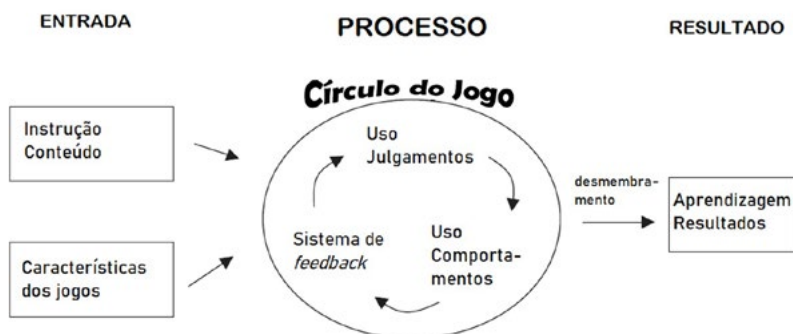 ENTRADA
PROCESSO
RESULTADO
Círculo do Jogo
Instrução
Conteúdo
Características
dos jogos
Uso
Julgamentos
Uso
Comporta-
mentos
Sistema de
feedback
desmembra-
mento
Aprendizagem
Resultados